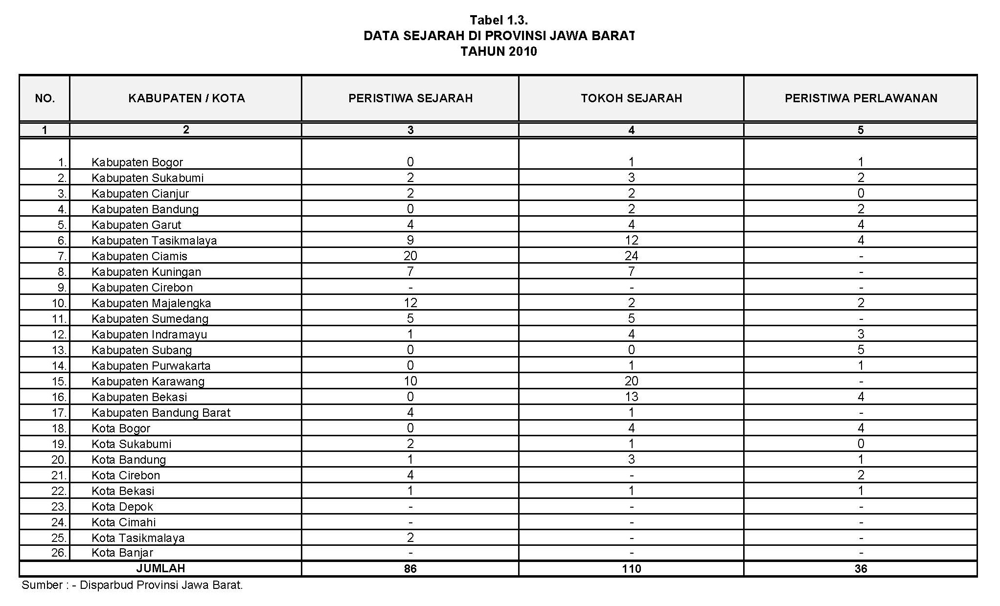 Tabel 1.3.
DATA SEJARAH DI PROVINSI JAWA BARAT
TAHUN 2010
NO. KABUPATEN / KOTA PERISTIWA SEJARAH TOKOH SEJARAH PERISTIWA PERLAWANAN
1 2 3 4 5
1. Kabupaten Bogor 0 1 1
2. Kabupaten Sukabumi 2 3 2
3. Kabupaten Cianjur 2 2 0
4. Kabupaten Bandung 0 2 2
5. Kabupaten Garut 4 4 4
6. Kabupaten Tasikmalaya 9 12 4
7. Kabupaten Ciamis 20 24 -
8. Kabupaten Kuningan 7 7 -
9. Kabupaten Cirebon - - -
10. Kabupaten Majalengka 12 2 2
11. Kabupaten Sumedang 5 5 -
12. Kabupaten Indramayu 1 4 3
13. Kabupaten Subang 0 0 5
14. Kabupaten Purwakarta 0 1 1
15. Kabupaten Karawang 10 20 -
16. Kabupaten Bekasi 0 13 4
17. Kabupaten Bandung Barat 4 1 -
18. Kota Bogor 0 4 4
19. Kota Sukabumi 2 1 0
20. Kota Bandung 1 3 1
21. Kota Cirebon 4 - 2
22. Kota Bekasi 1 1 1
23. Kota Depok - - -
24. Kota Cimahi - - -
25. Kota Tasikmalaya 2 - -
26. Kota Banjar - - -
JUMLAH 86 110 36
Sumber : - Disparbud Provinsi Jawa Barat.